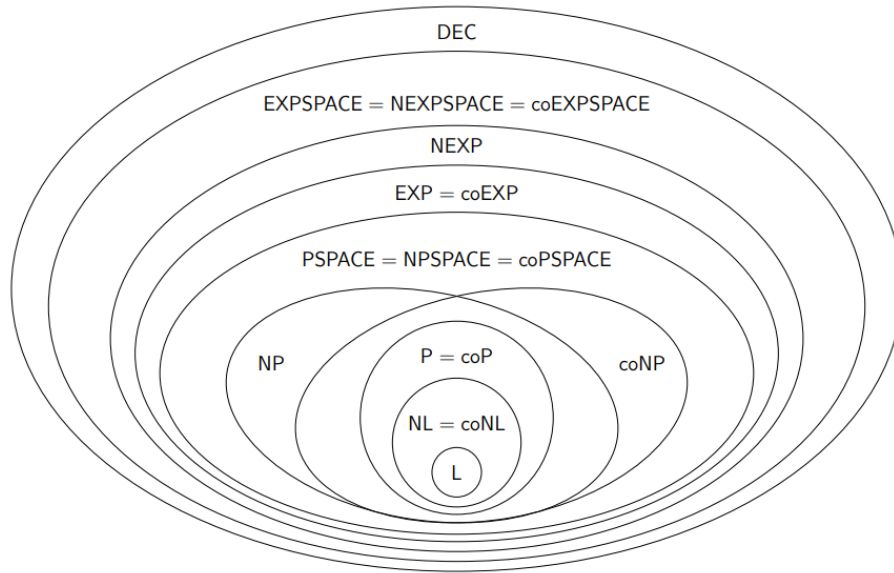 DEC
EXPSPACE = NEXPSPACE = coEXPSPACE
NEXP
EXP = coEXP
PSPACE = NPSPACE = coPSPACE
NP
P = coP
coNP
NL = coNL
L